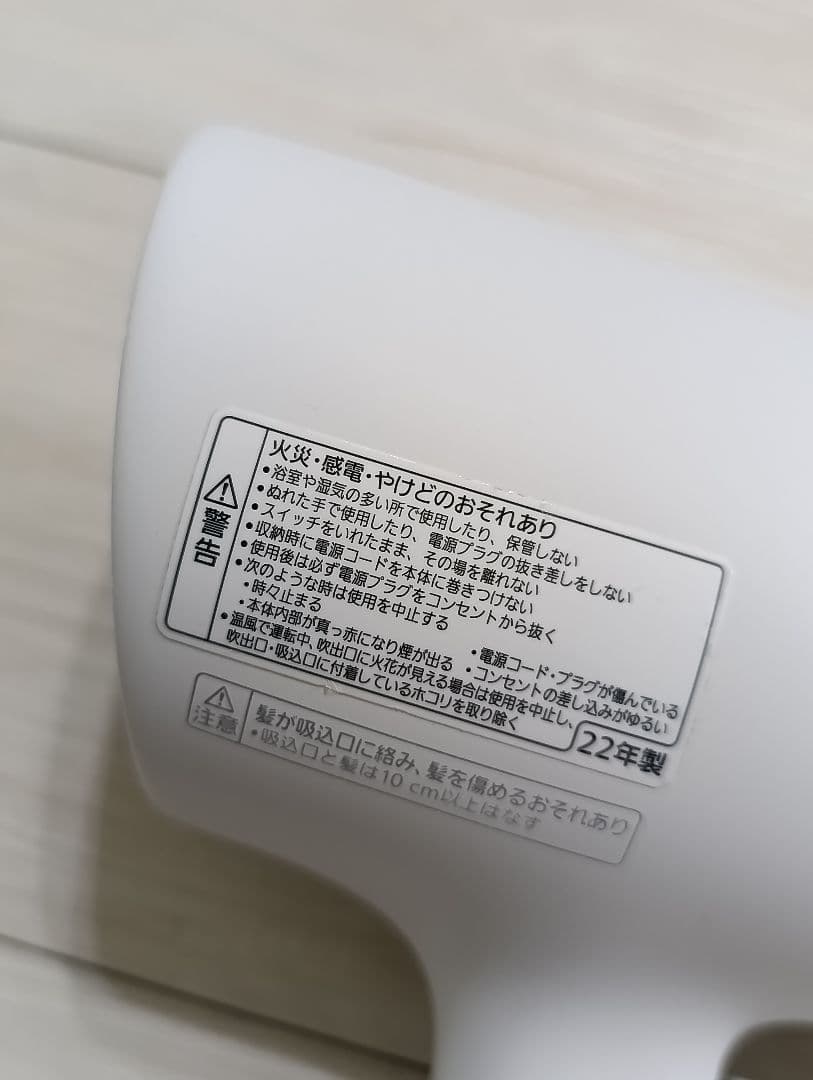 警告
火災・感電・やけどのおそれあり
•浴室や湿気の多い所で使用したり、保管しない
•ぬれた手で使用したり、電源プラグの抜き差しをしない
•スイッチをいれたまま、その場を離れない
•収納時に電源コードを本体に巻きつけない
•使用後は必ず電源プラグをコンセントから抜く
•次のような時は使用を中止する
・時々止まる ・電源コード・プラグが傷んでいる
・本体内部が真っ赤になり煙が出る ・コンセントの差し込みがゆるい
•温風で運転中、吹出口に火花が見える場合は使用を中止し、
吹出口・吸込口に付着しているホコリを取り除く
22年製
注意
髪が吸込口に絡み、髪を傷めるおそれあり
•吸込口と髪は10 cm以上はなす